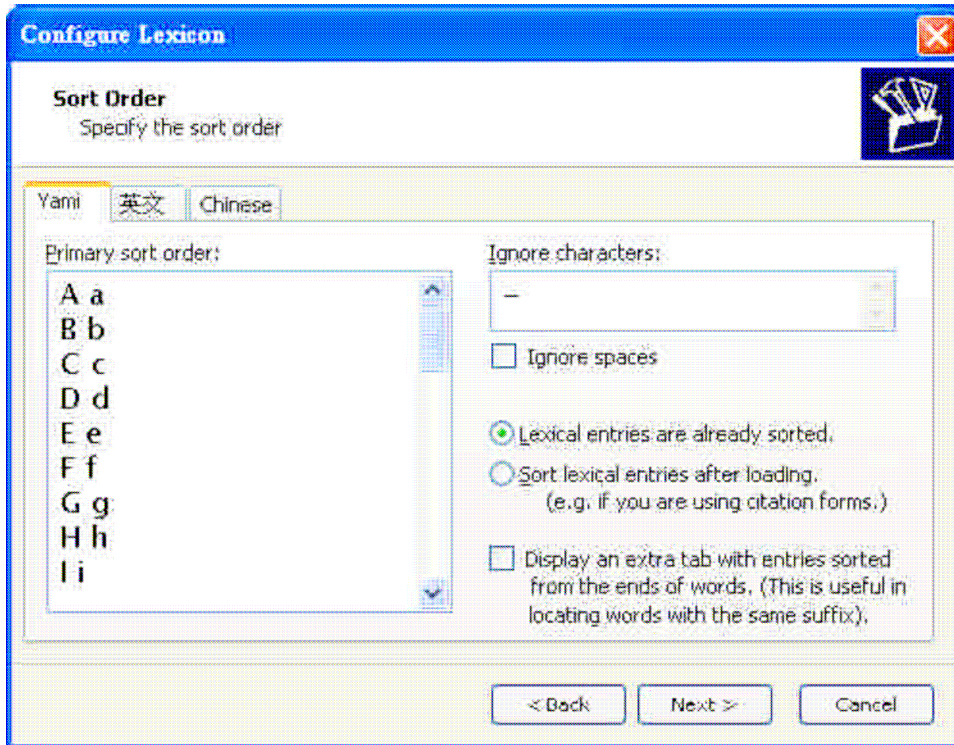 Configure Lexicon
Sort Order
Specify the sort order
Yami 英文 Chinese
Primary sort order:
A a
B b
C c
D d
E e
F f
G g
H h
I i
Ignore characters:
-
Ignore spaces
Lexical entries are already sorted.
Sort lexical entries after loading.
(e.g. if you are using citation forms.)
Display an extra tab with entries sorted
from the ends of words. (This is useful in
locating words with the same suffix).
< Back Next > Cancel